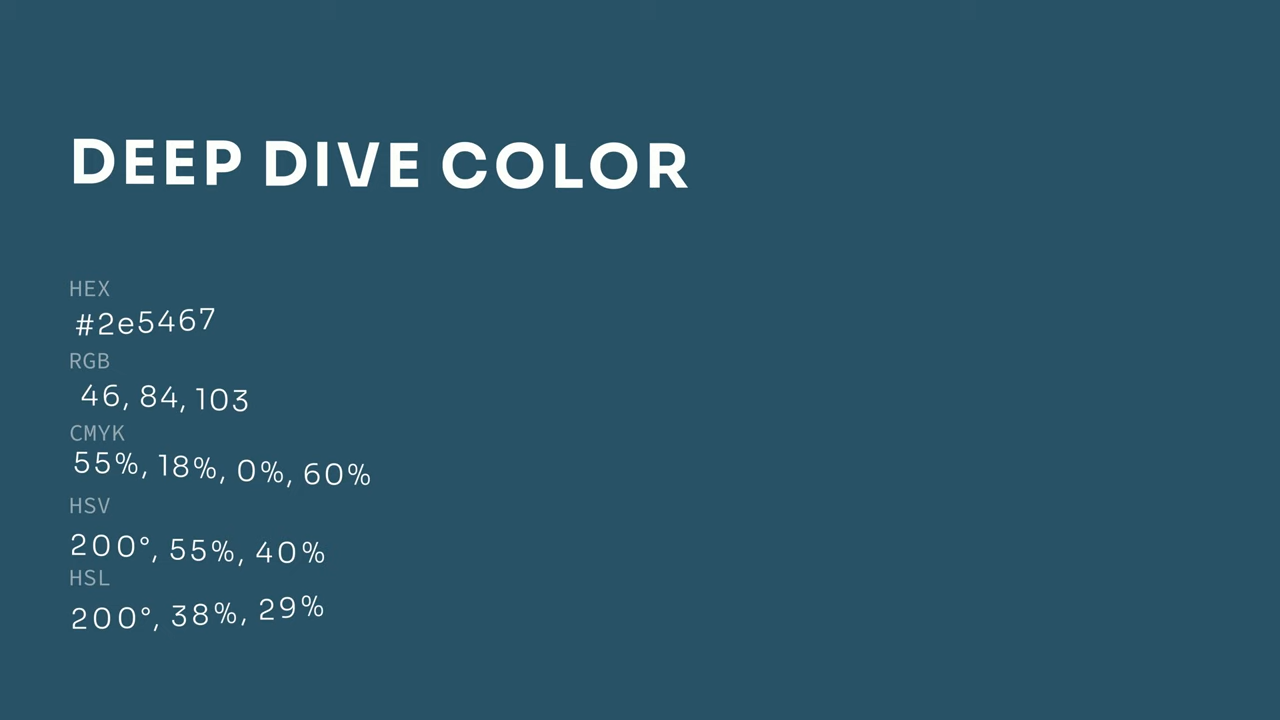 DEEP DIVE COLOR
HEX
#2e5467
RGB
46, 84, 103
CMYK
55%, 18%, 0%, 60%
HSV
200°, 55%, 40%
HSL
200°, 38%, 29%